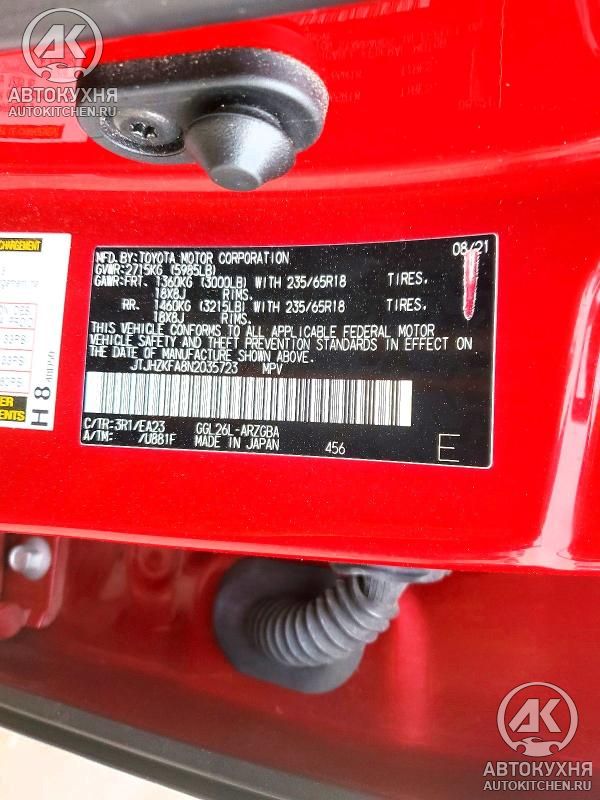 AK
АВТОКУХНЯ
AUTOKITCHEN.RU
CHARGEMENT
MFD.BY:TOYOTA MOTOR CORPORATION 08/21
GVWR:2715KG (5985LB)
GAWR:FRT. 1360KG (3000LB) WITH 235/65R18 TIRES,
18X8J RIMS.
RR. 1460KG (3215LB) WITH 235/65R18 TIRES,
18X8J RIMS.
THIS VEHICLE CONFORMS TO ALL APPLICABLE FEDERAL MOTOR
VEHICLE SAFETY AND THEFT PREVENTION STANDARDS IN EFFECT
ON THE DATE OF MANUFACTURE SHOWN ABOVE.
JTJHZKFA8N2035723 MPV
C/TR:3R1/EA23 GGL26L-ARZGBA
A/TM: /U881F MADE IN JAPAN 456 E
H8
AK
АВТОКУХНЯ
AUTOKITCHEN.RU